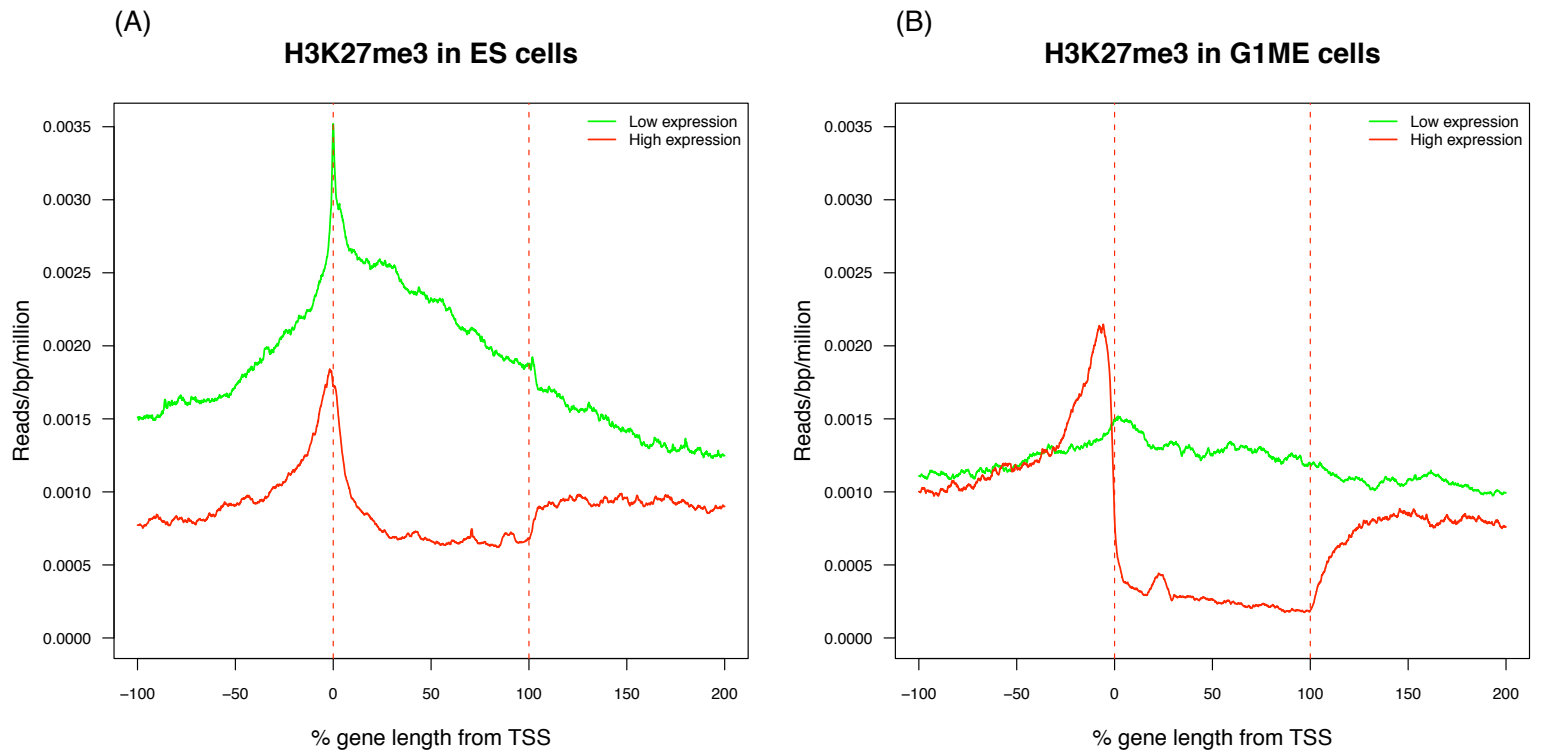 (A)
H3K27me3 in ES cells
Reads/bp/million
0.0035
0.0030
0.0025
0.0020
0.0015
0.0010
0.0005
0.0000
Low expression
High expression
−100
−50
0
50
100
150
200
% gene length from TSS
(B)
H3K27me3 in G1ME cells
Reads/bp/million
0.0035
0.0030
0.0025
0.0020
0.0015
0.0010
0.0005
0.0000
Low expression
High expression
−100
−50
0
50
100
150
200
% gene length from TSS